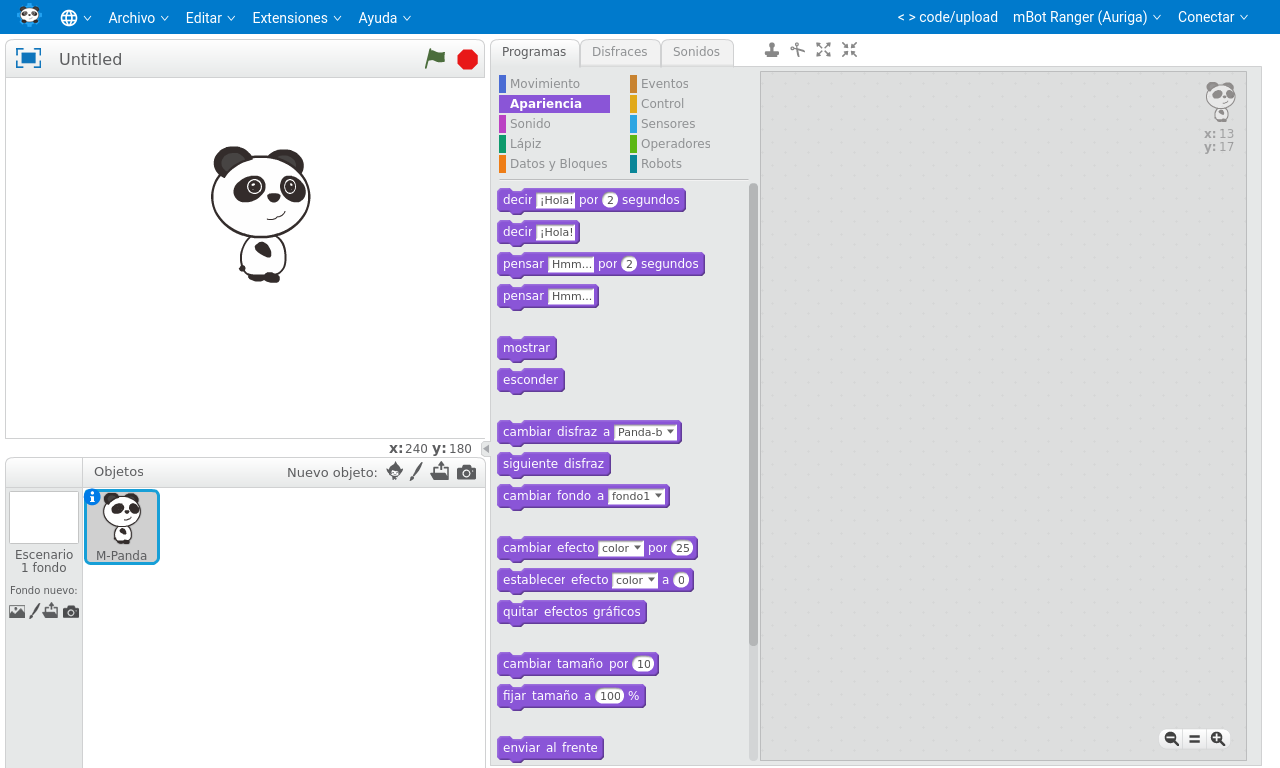 Archivo Editar Extensiones Ayuda < > code/upload mBot Ranger (Auriga) Conectar
Untitled
x: 240 y: 180
Objetos Nuevo objeto:
Escenario
1 fondo
Fondo nuevo:
M-Panda
Programas Disfraces Sonidos
Movimiento Eventos
Apariencia Control
Sonido Sensores
Lápiz Operadores
Datos y Bloques Robots
decir ¡Hola! por 2 segundos
decir ¡Hola!
pensar Hmm... por 2 segundos
pensar Hmm...
mostrar
esconder
cambiar disfraz a Panda-b
siguiente disfraz
cambiar fondo a fondo1
cambiar efecto color por 25
establecer efecto color a 0
quitar efectos gráficos
cambiar tamaño por 10
fijar tamaño a 100 %
enviar al frente
x: 13
y: 17